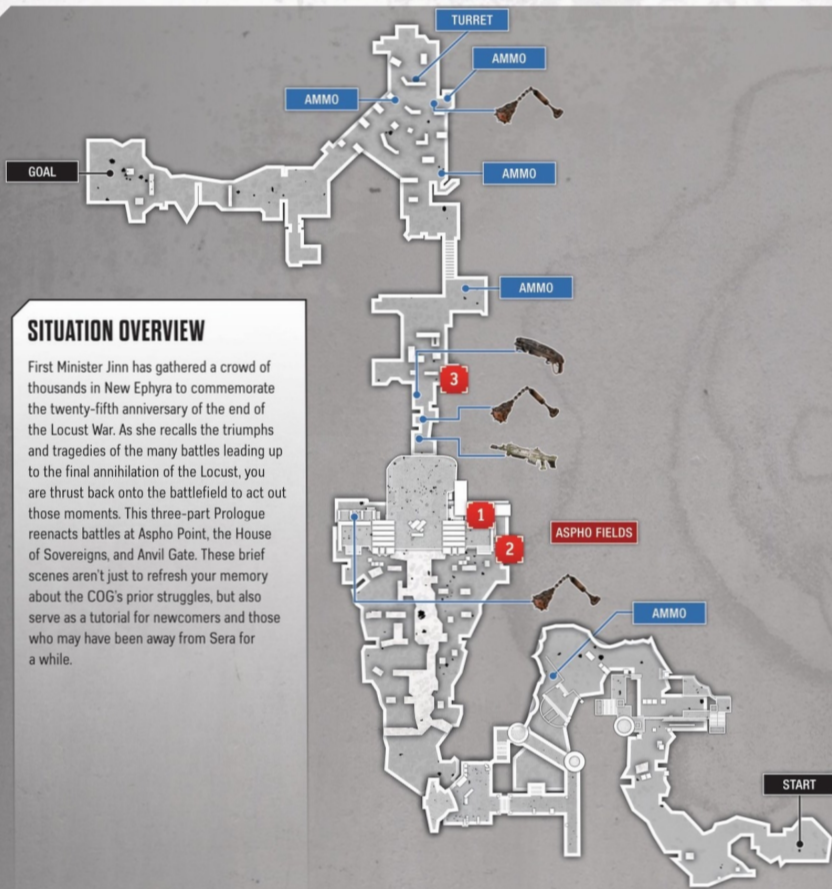 TURRET
AMMO
AMMO
GOAL
AMMO
AMMO
SITUATION OVERVIEW
First Minister Jinn has gathered a crowd of
thousands in New Ephyra to commemorate
the twenty-fifth anniversary of the end of
the Locust War. As she recalls the triumphs
and tragedies of the many battles leading up
to the final annihilation of the Locust, you
are thrust back onto the battlefield to act out
those moments. This three-part Prologue
reenacts battles at Aspho Point, the House
of Sovereigns, and Anvil Gate. These brief
scenes aren't just to refresh your memory
about the COG's prior struggles, but also
serve as a tutorial for newcomers and those
who may have been away from Sera for
a while.
3
1
2
ASPHO FIELDS
AMMO
START